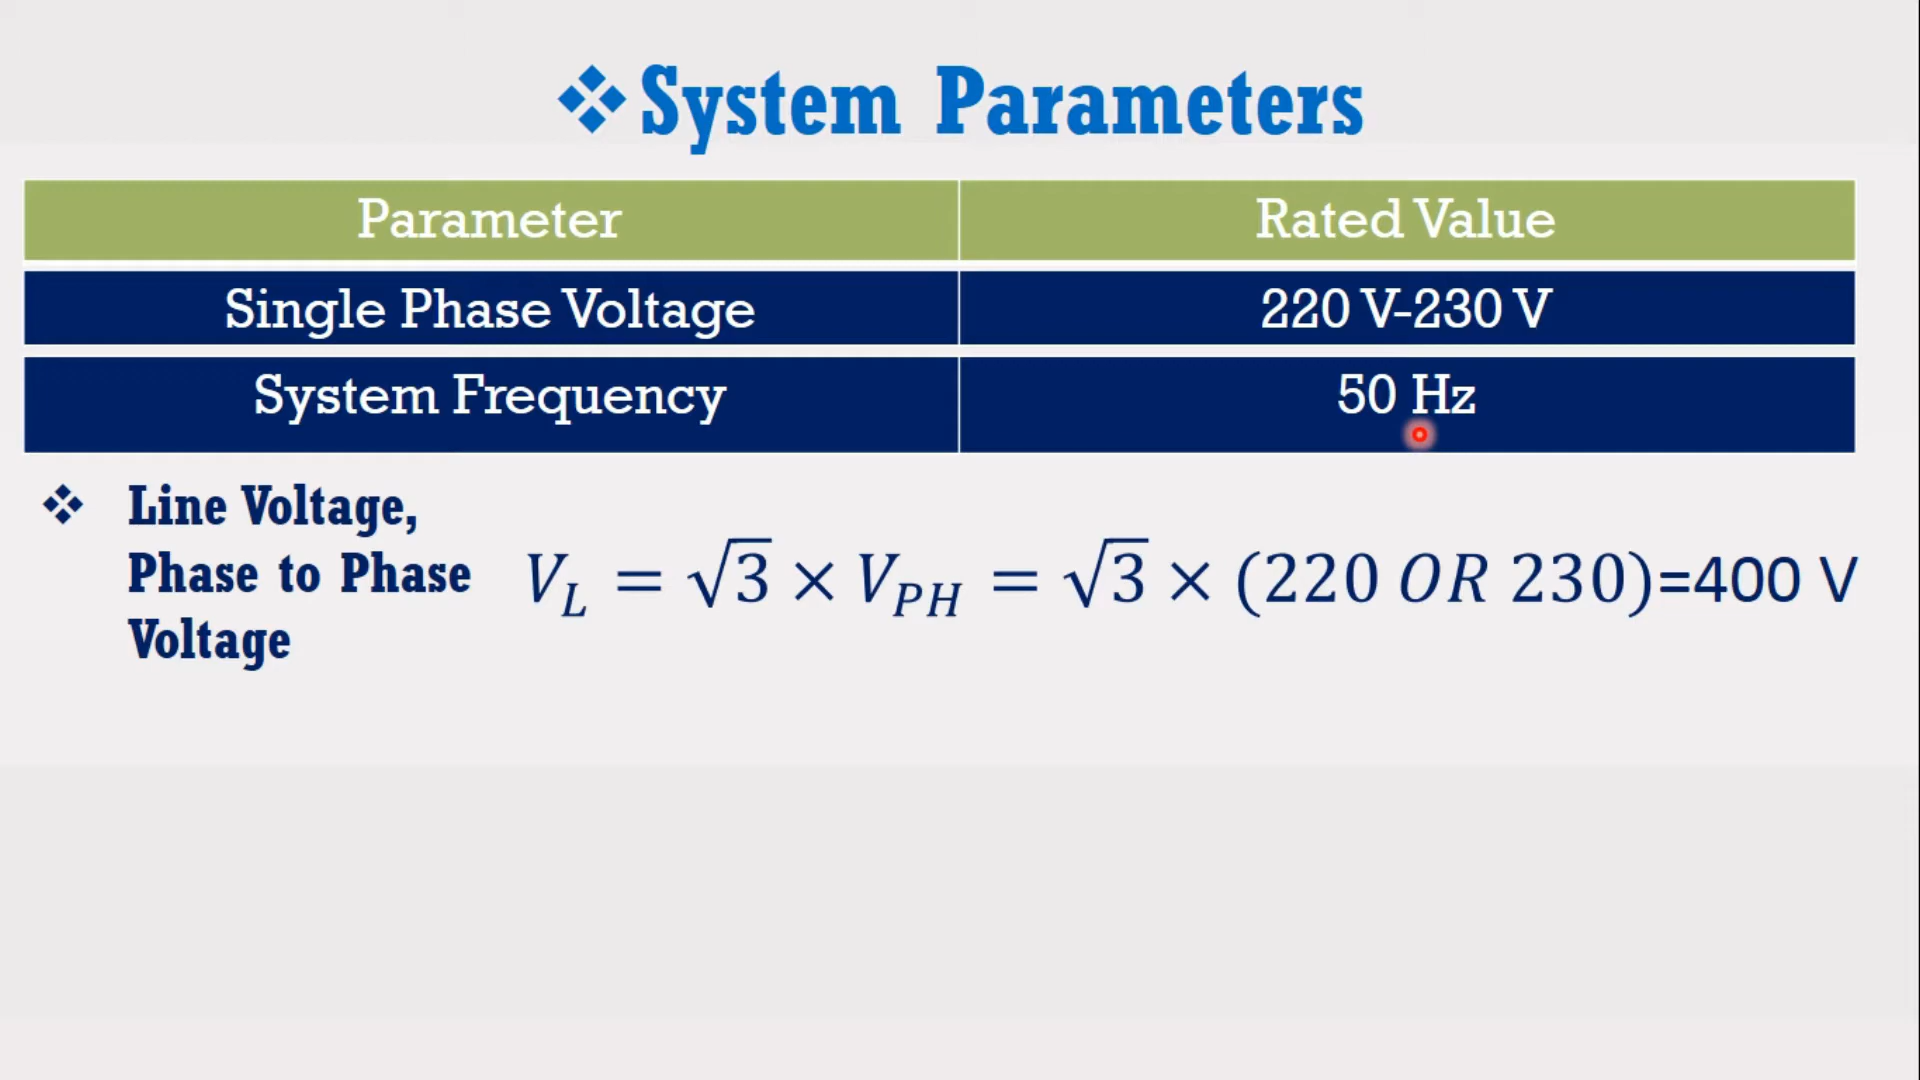 ❖System Parameters
Parameter Rated Value
Single Phase Voltage 220 V-230 V
System Frequency 50 Hz
❖ Line Voltage,
Phase to Phase
Voltage
V_L = √3 × V_PH = √3 × (220 OR 230)=400 V